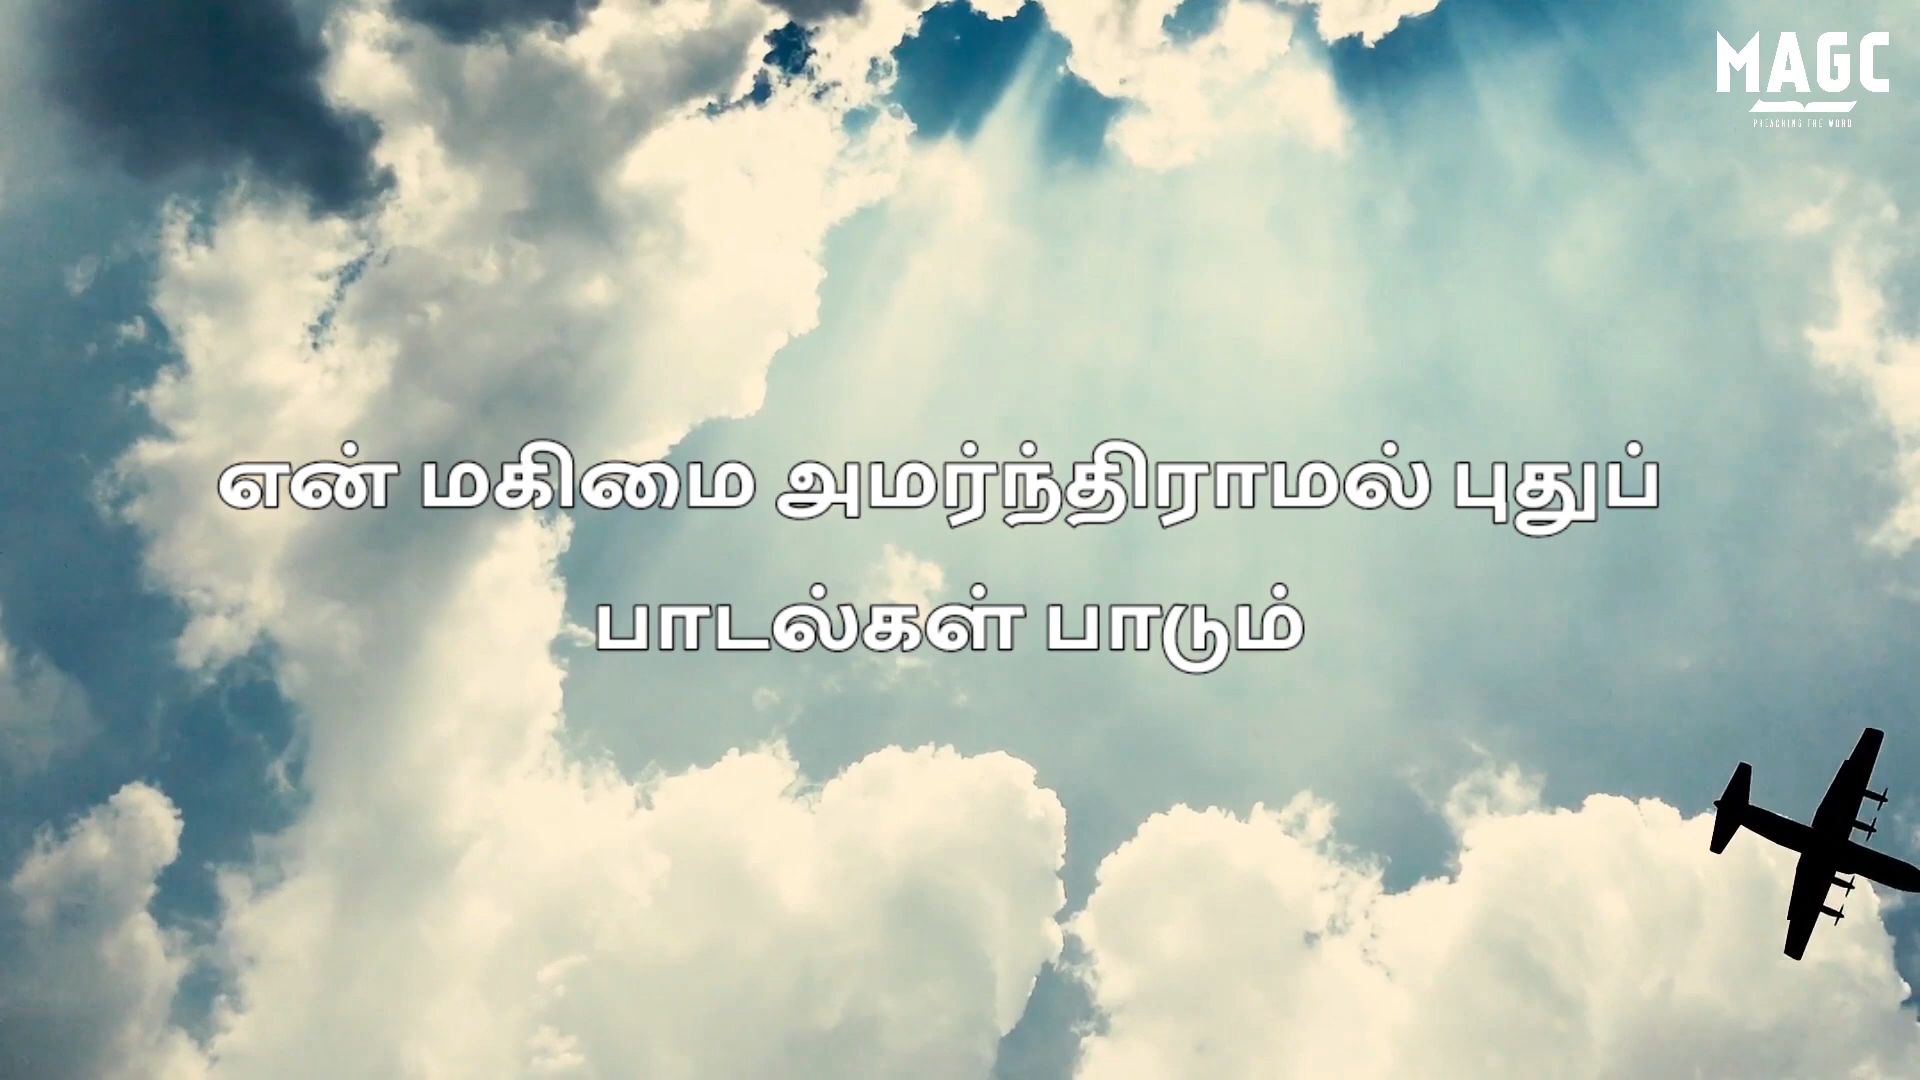 MAGC
PREACHING THE WORD
என் மகிமை அமர்ந்திராமல் புதுப்
பாடல்கள் பாடும்